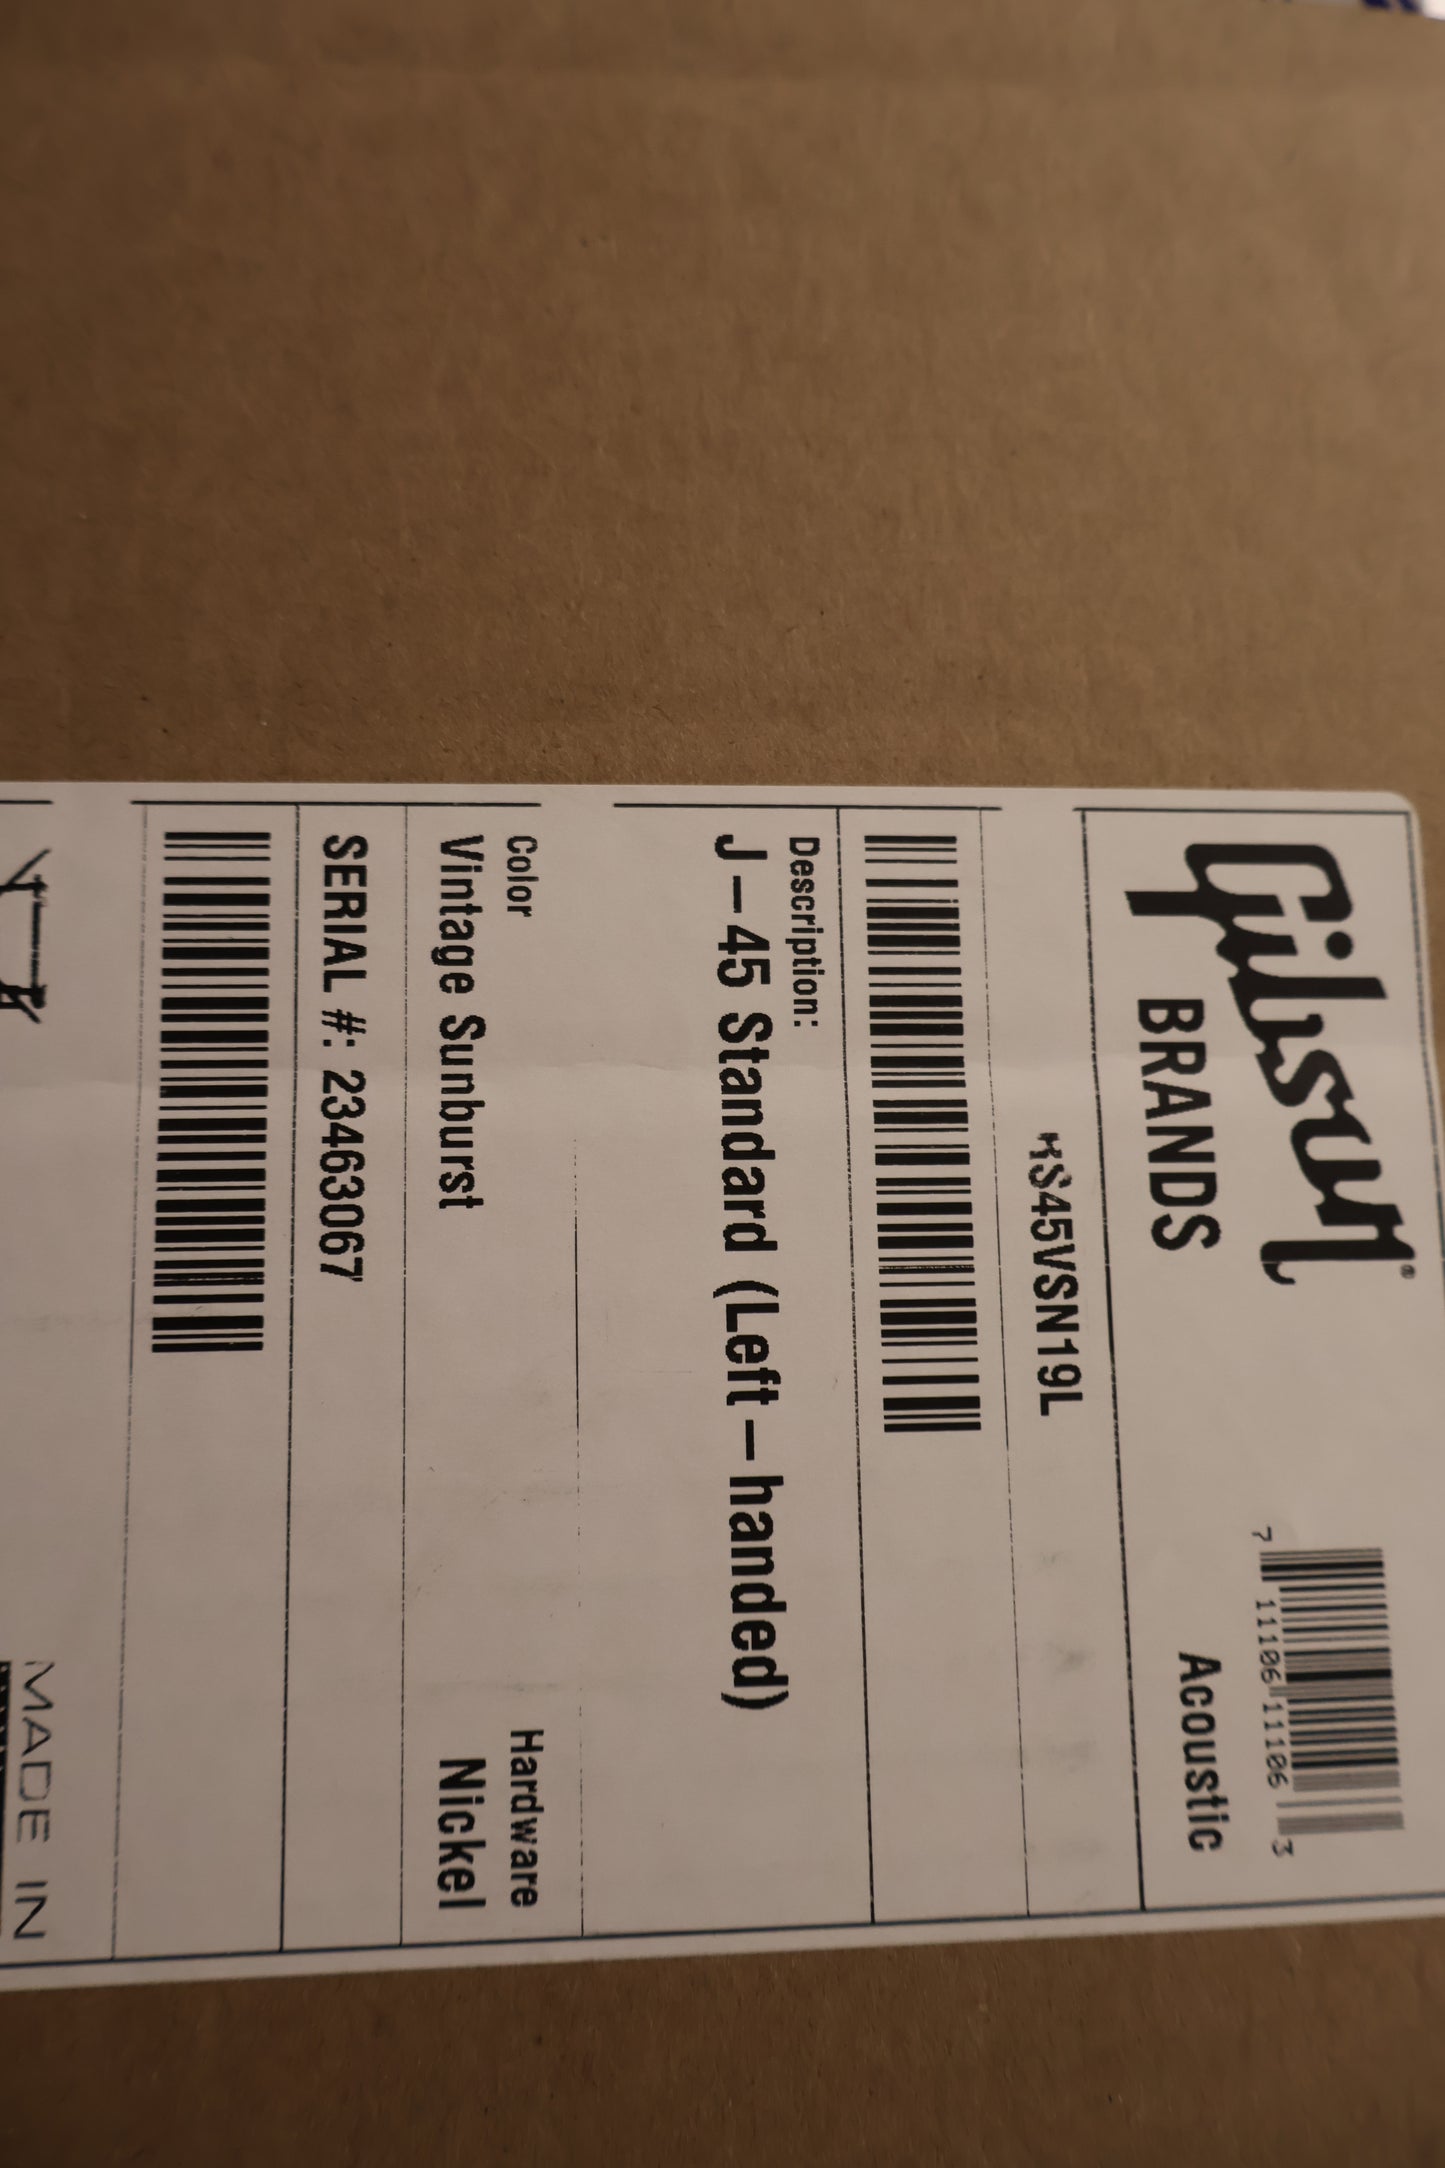 Gibson®
BRANDS
7 11106 11106 3
Acoustic
RS45VSN19L
Description:
J-45 Standard (Left-handed)
Color
Hardware
Vintage Sunburst
Nickel
SERIAL #: 23463067
MADE IN